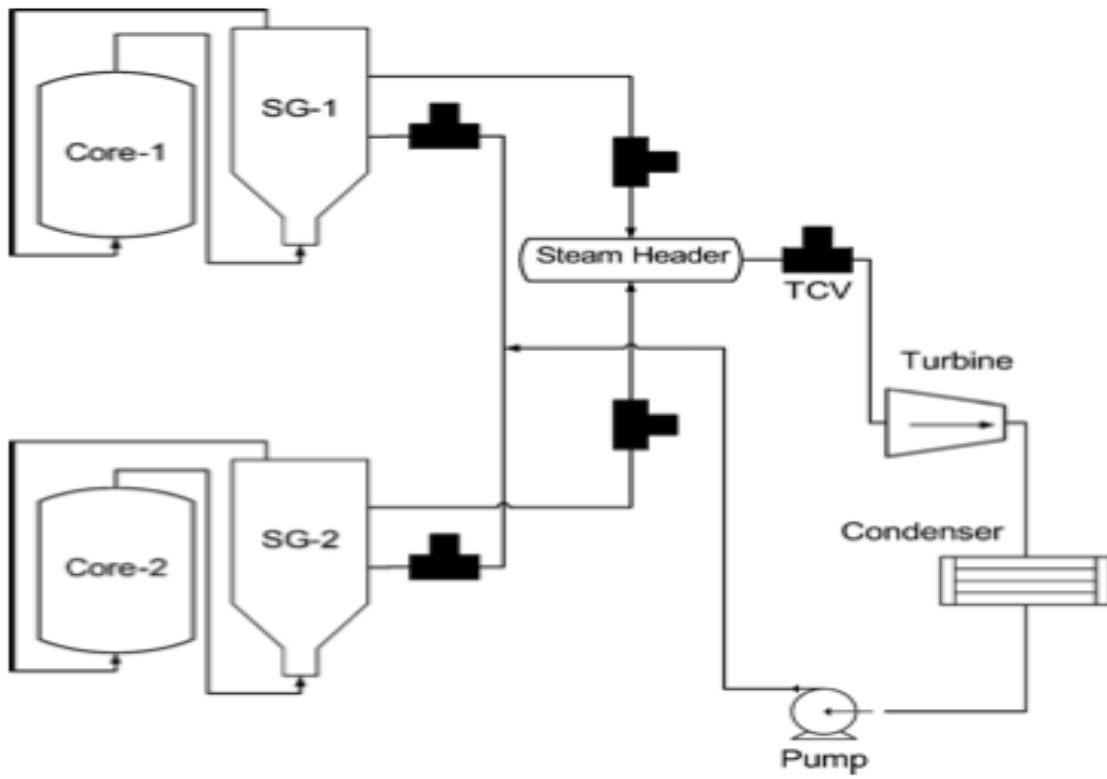 SG-1
Core-1
Steam Header
TCV
Turbine
SG-2
Condenser
Core-2
Pump